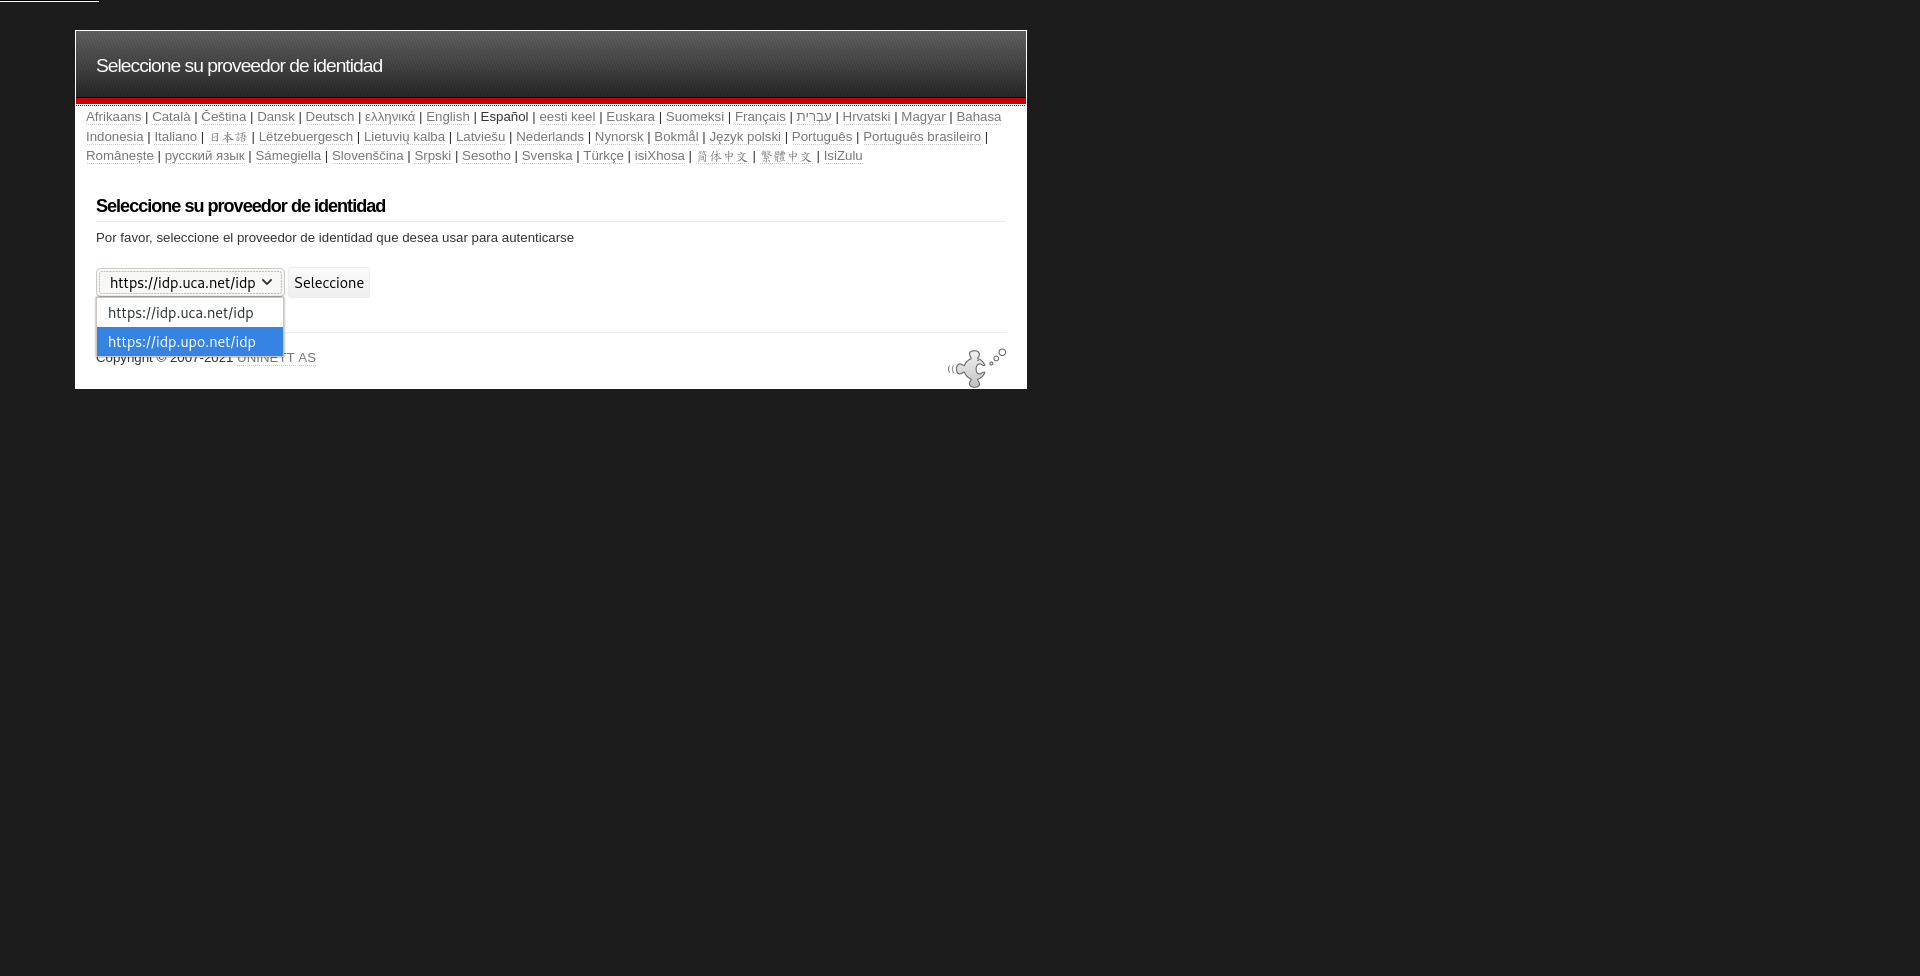 Seleccione su proveedor de identidad
Afrikaans | Català | Čeština | Dansk | Deutsch | ελληνικά | English | Español | eesti keel | Euskara | Suomeksi | Français | עִבְרִית | Hrvatski | Magyar | Bahasa
Indonesia | Italiano | 日本語 | Lëtzebuergesch | Lietuvių kalba | Latviešu | Nederlands | Nynorsk | Bokmål | Język polski | Português | Português brasileiro |
Românește | русский язык | Sámegiella | Slovenščina | Srpski | Sesotho | Svenska | Türkçe | isiXhosa | 简体中文 | 繁體中文 | IsiZulu
Seleccione su proveedor de identidad
Por favor, seleccione el proveedor de identidad que desea usar para autenticarse
https://idp.uca.net/idp Seleccione
https://idp.uca.net/idp
https://idp.upo.net/idp
Copyright © 2007-2021 UNINETT AS